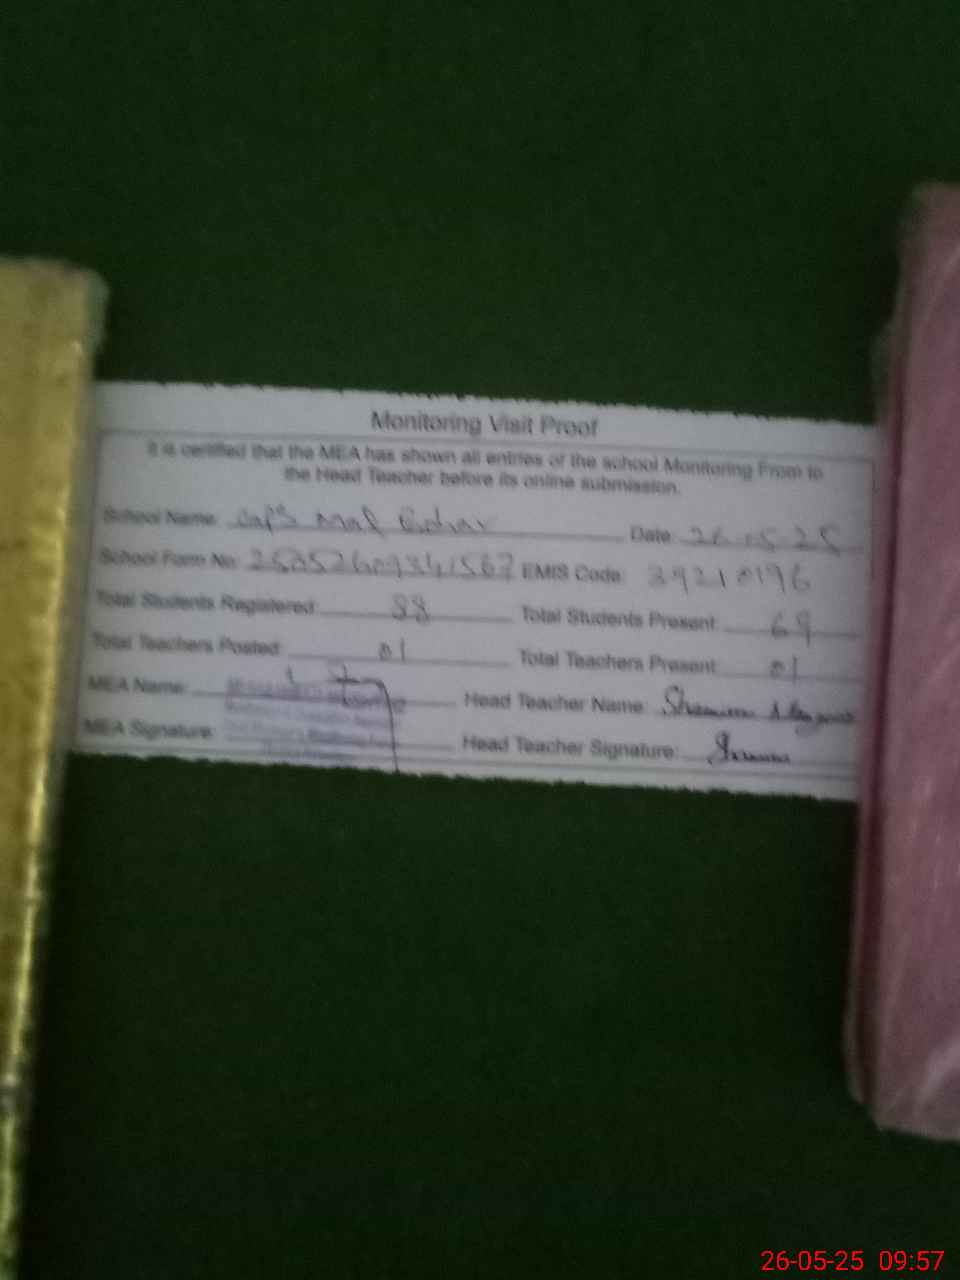 Monitoring Visit Proof
It is certified that the MEA has shown all entries of the school Monitoring From to
the Head Teacher before its online submission.
School Name: Date: 26.05.25
School Form No: EMIS Code: 39210196
Total Students Registered: 88 Total Students Present: 69
Total Teachers Posted: 01 Total Teachers Present: 01
MEA Name: Head Teacher Name: Shamim
MEA Signature: Head Teacher Signature:
26-05-25 09:57